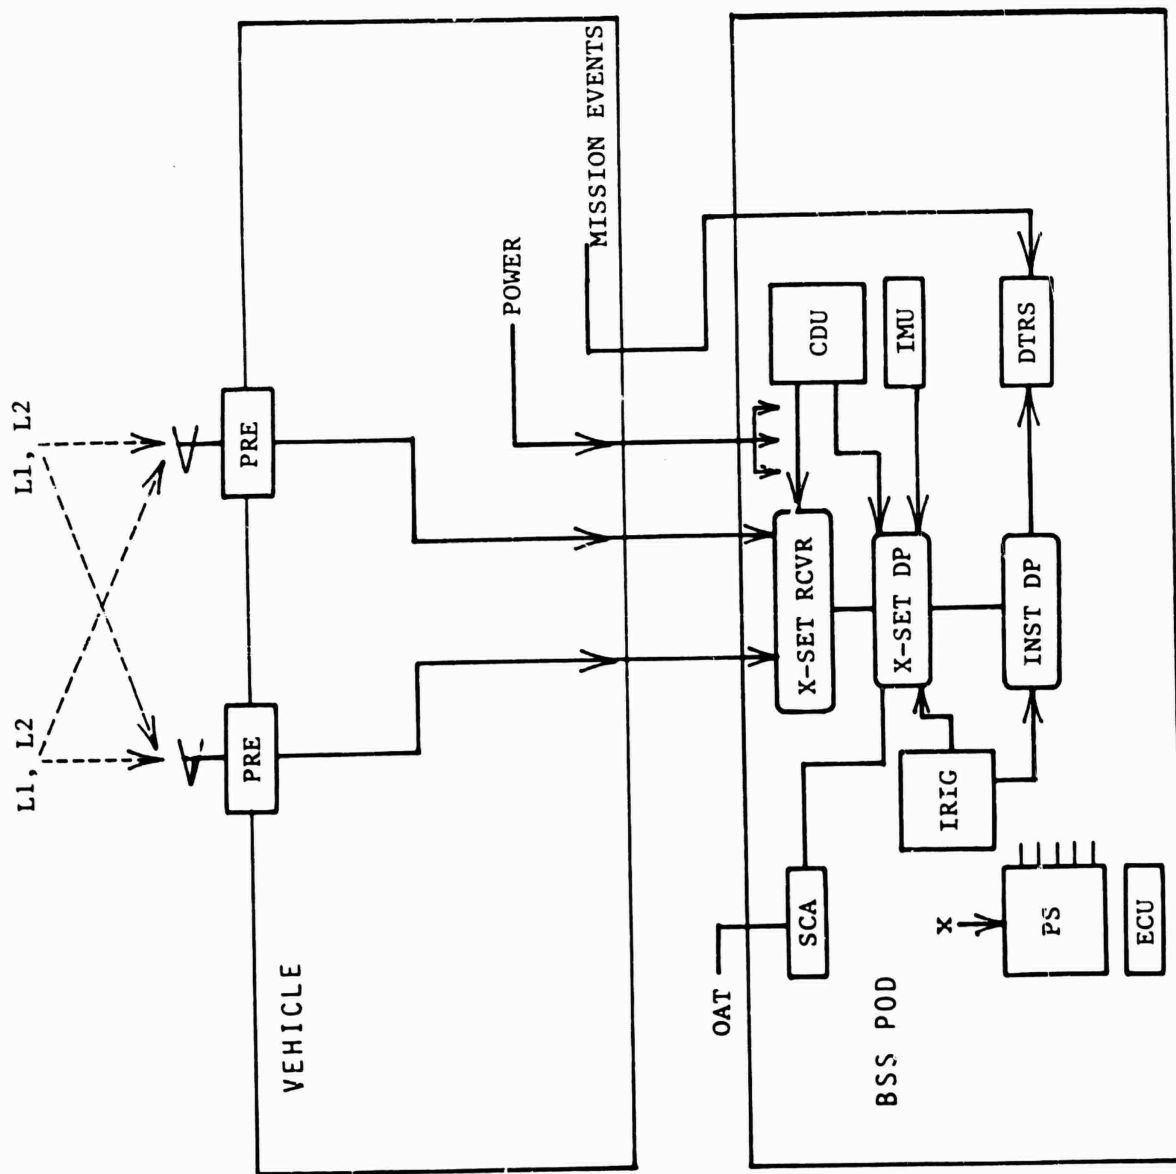 L1, L2
L1, L2
PRE
PRE
VEHICLE
POWER
MISSION EVENTS
OAT
BSS POD
SCA
X-SET RCVR
CDU
X-SET DP
IMU
IRIG
X
PS
INST DP
DTRS
ECU